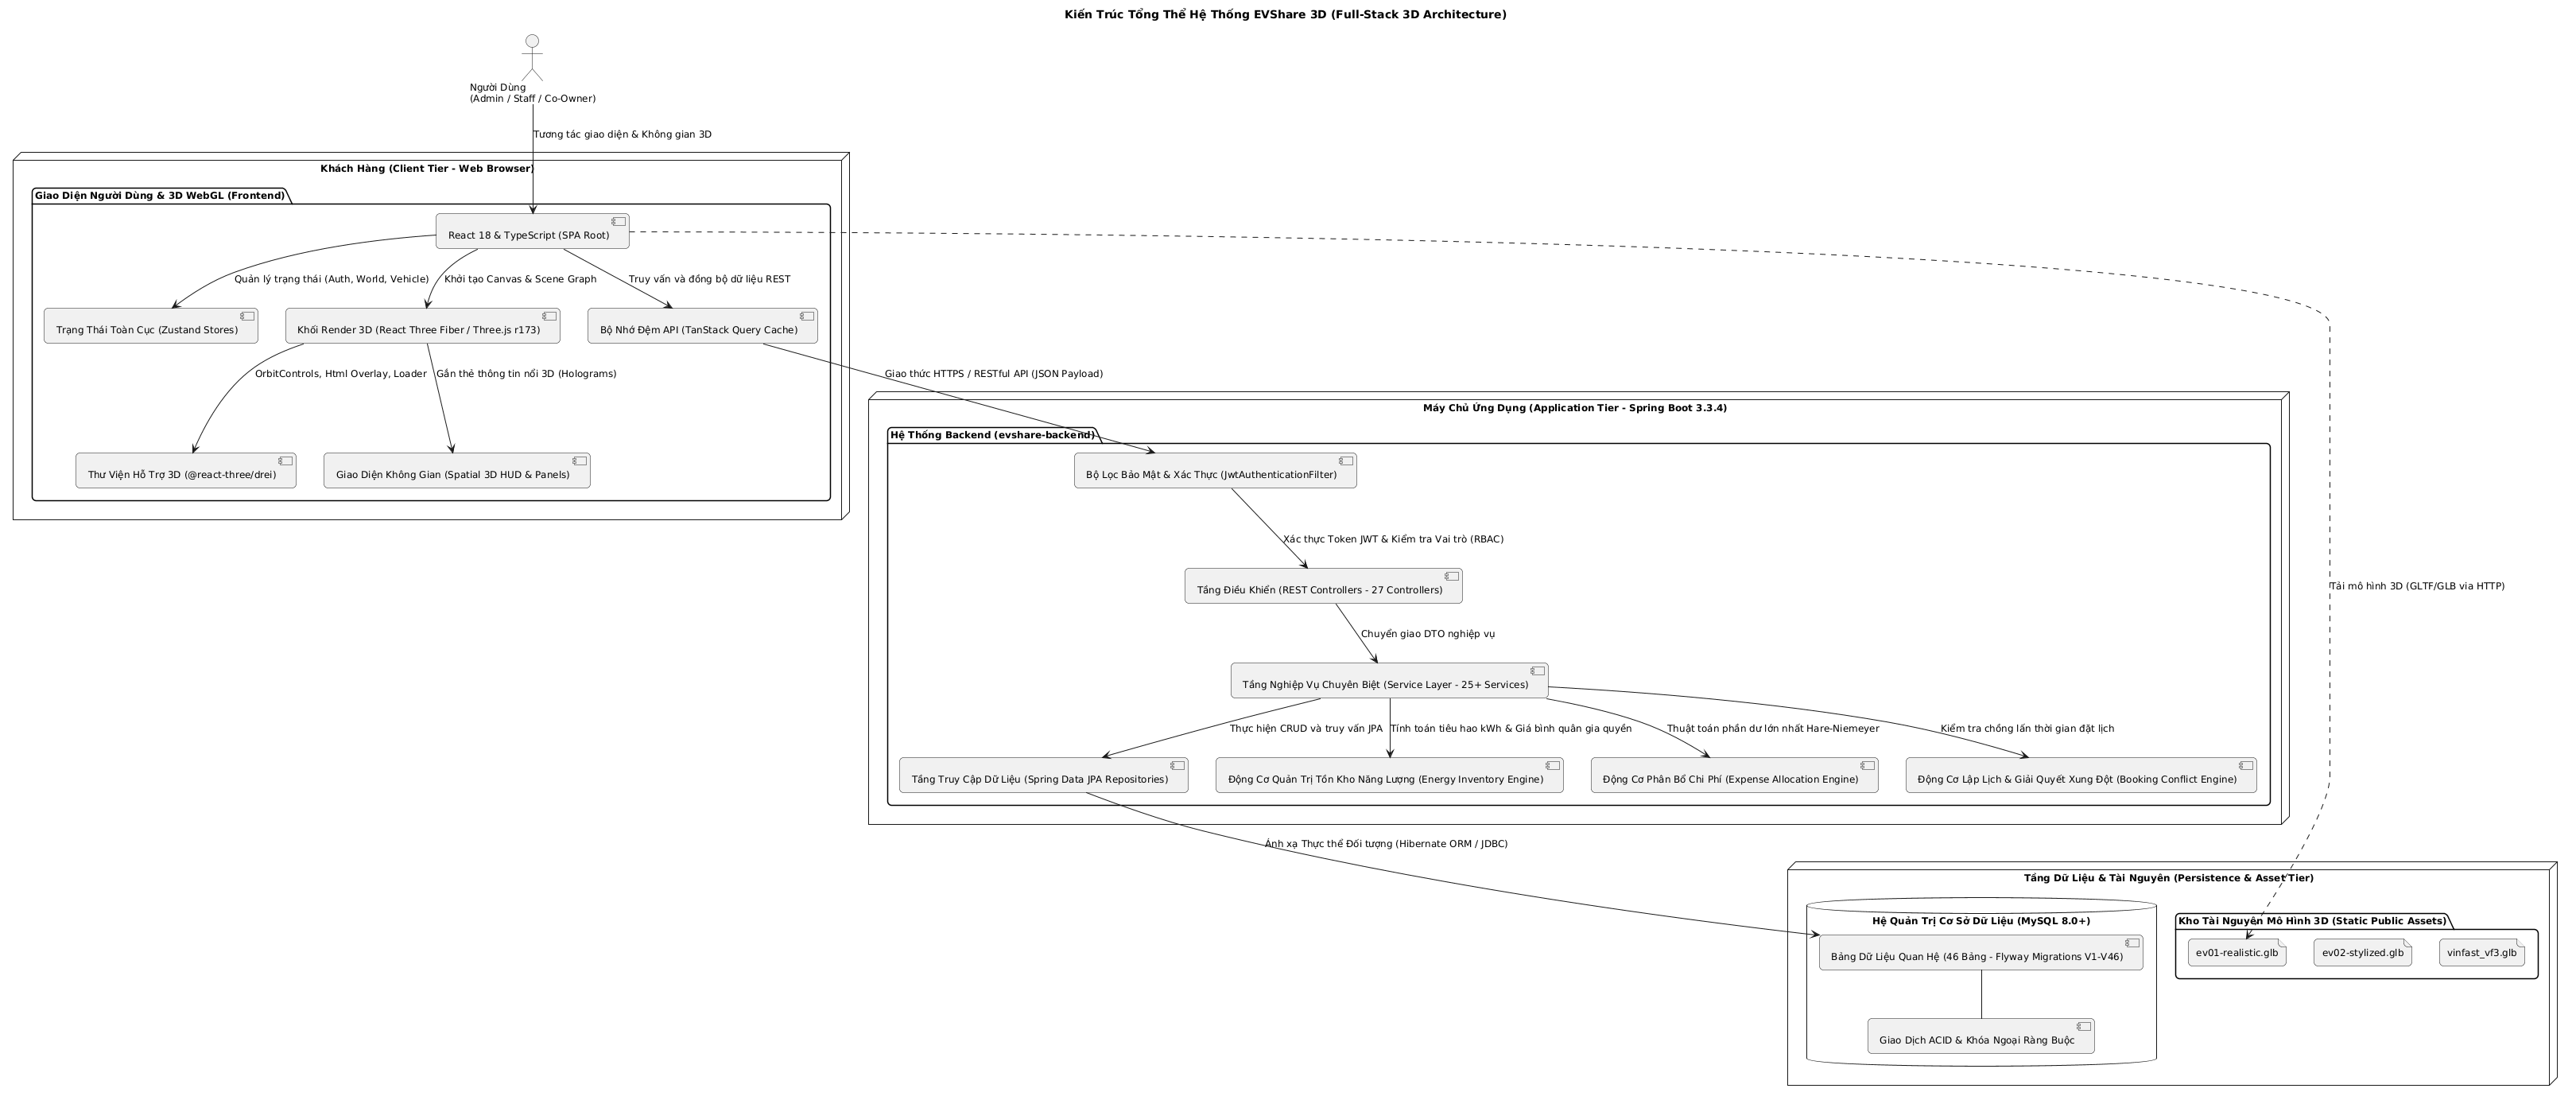 Kiến Trúc Tổng Thể Hệ Thống EVShare 3D (Full-Stack 3D Architecture)
Người Dùng
(Admin / Staff / Co-Owner)
Tương tác giao diện & Không gian 3D
Khách Hàng (Client Tier - Web Browser)
Giao Diện Người Dùng & 3D WebGL (Frontend)
React 18 & TypeScript (SPA Root)
Quản lý trạng thái (Auth, World, Vehicle)
Khởi tạo Canvas & Scene Graph
Truy vấn và đồng bộ dữ liệu REST
Trạng Thái Toàn Cục (Zustand Stores)
Khối Render 3D (React Three Fiber / Three.js r173)
Bộ Nhớ Đệm API (TanStack Query Cache)
OrbitControls, Html Overlay, Loader
Gắn thẻ thông tin nổi 3D (Holograms)
Giao thức HTTPS / RESTful API (JSON Payload)
Thư Viện Hỗ Trợ 3D (@react-three/drei)
Giao Diện Không Gian (Spatial 3D HUD & Panels)
Máy Chủ Ứng Dụng (Application Tier - Spring Boot 3.3.4)
Hệ Thống Backend (evshare-backend)
Bộ Lọc Bảo Mật & Xác Thực (JwtAuthenticationFilter)
Xác thực Token JWT & Kiểm tra Vai trò (RBAC)
Tầng Điều Khiển (REST Controllers - 27 Controllers)
Tải mô hình 3D (GLTF/GLB via HTTP)
Chuyển giao DTO nghiệp vụ
Tầng Nghiệp Vụ Chuyên Biệt (Service Layer - 25+ Services)
Thực hiện CRUD và truy vấn JPA
Tính toán tiêu hao kWh & Giá bình quân gia quyền
Thuật toán phần dư lớn nhất Hare-Niemeyer
Kiểm tra chồng lấn thời gian đặt lịch
Tầng Truy Cập Dữ Liệu (Spring Data JPA Repositories)
Động Cơ Quản Trị Tồn Kho Năng Lượng (Energy Inventory Engine)
Động Cơ Phân Bổ Chi Phí (Expense Allocation Engine)
Động Cơ Lập Lịch & Giải Quyết Xung Đột (Booking Conflict Engine)
Ánh xạ Thực thể Đối tượng (Hibernate ORM / JDBC)
Tầng Dữ Liệu & Tài Nguyên (Persistence & Asset Tier)
Hệ Quản Trị Cơ Sở Dữ Liệu (MySQL 8.0+)
Bảng Dữ Liệu Quan Hệ (46 Bảng - Flyway Migrations V1-V46)
Giao Dịch ACID & Khóa Ngoại Ràng Buộc
Kho Tài Nguyên Mô Hình 3D (Static Public Assets)
ev01-realistic.glb
ev02-stylized.glb
vinfast_vf3.glb